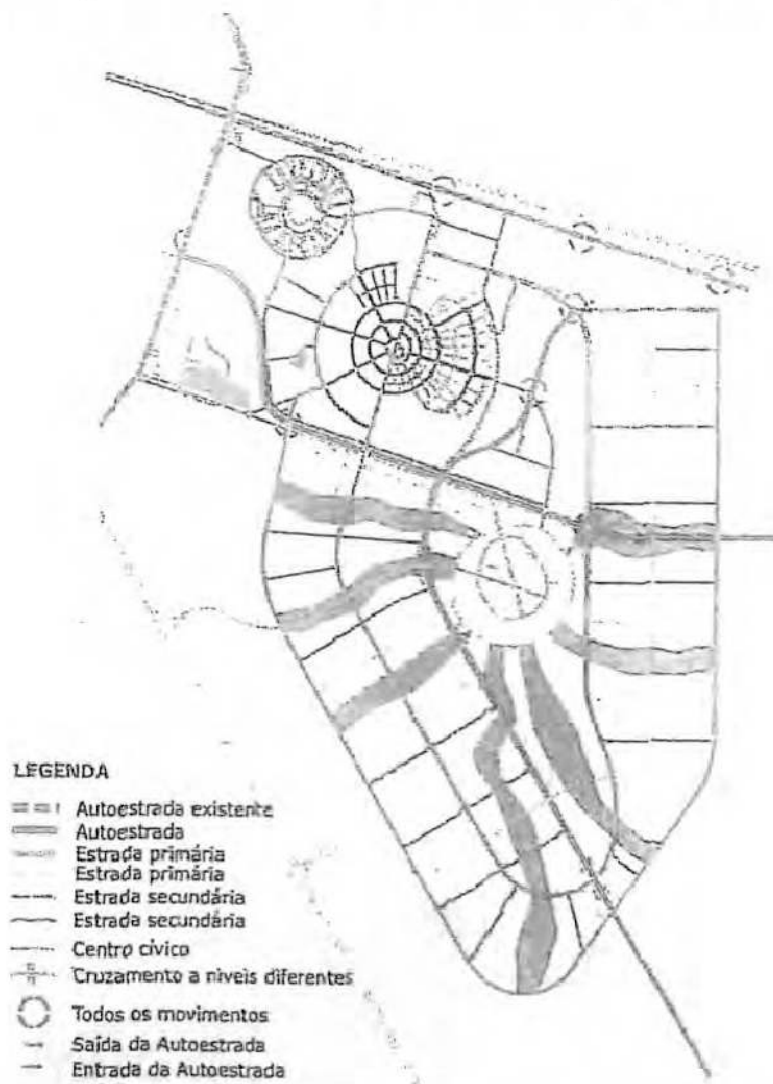 LEGENDA
Autoestrada existente
Autoestrada
Estrada primária
Estrada primária
Estrada secundária
Estrada secundária
Centro cívico
Cruzamento a níveis diferentes
Todos os movimentos
Saída da Autoestrada
Entrada da Autoestrada